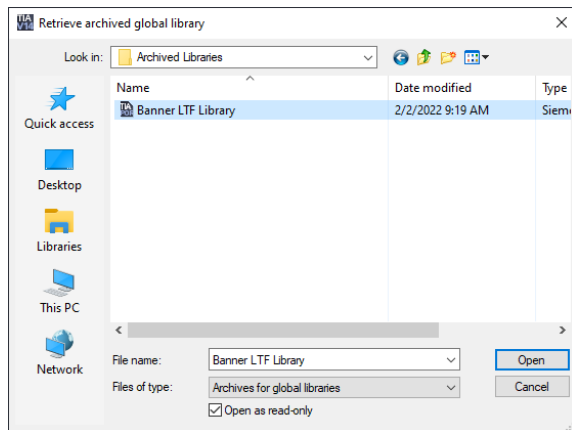 Retrieve archived global library
Look in: Archived Libraries
Name Date modified Type
Banner LTF Library 2/2/2022 9:19 AM Sieme
Quick access
Desktop
Libraries
This PC
Network
File name: Banner LTF Library Open
Files of type: Archives for global libraries Cancel
Open as read-only